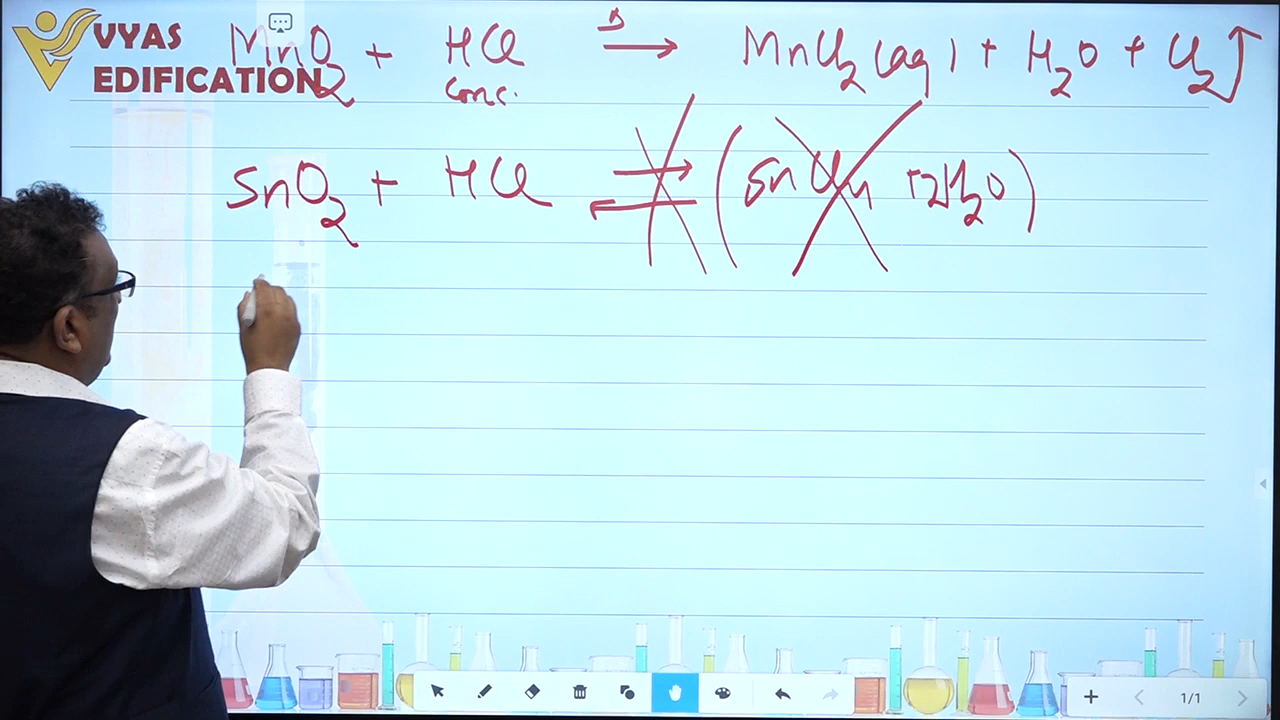 VYAS
EDIFICATION
MnO2 + HCl Δ → MnCl2 (aq) + H2O + Cl2 ↑
conc.
SnO2 + HCl ⇌ (SnCl4 + 2H2O)
1/1